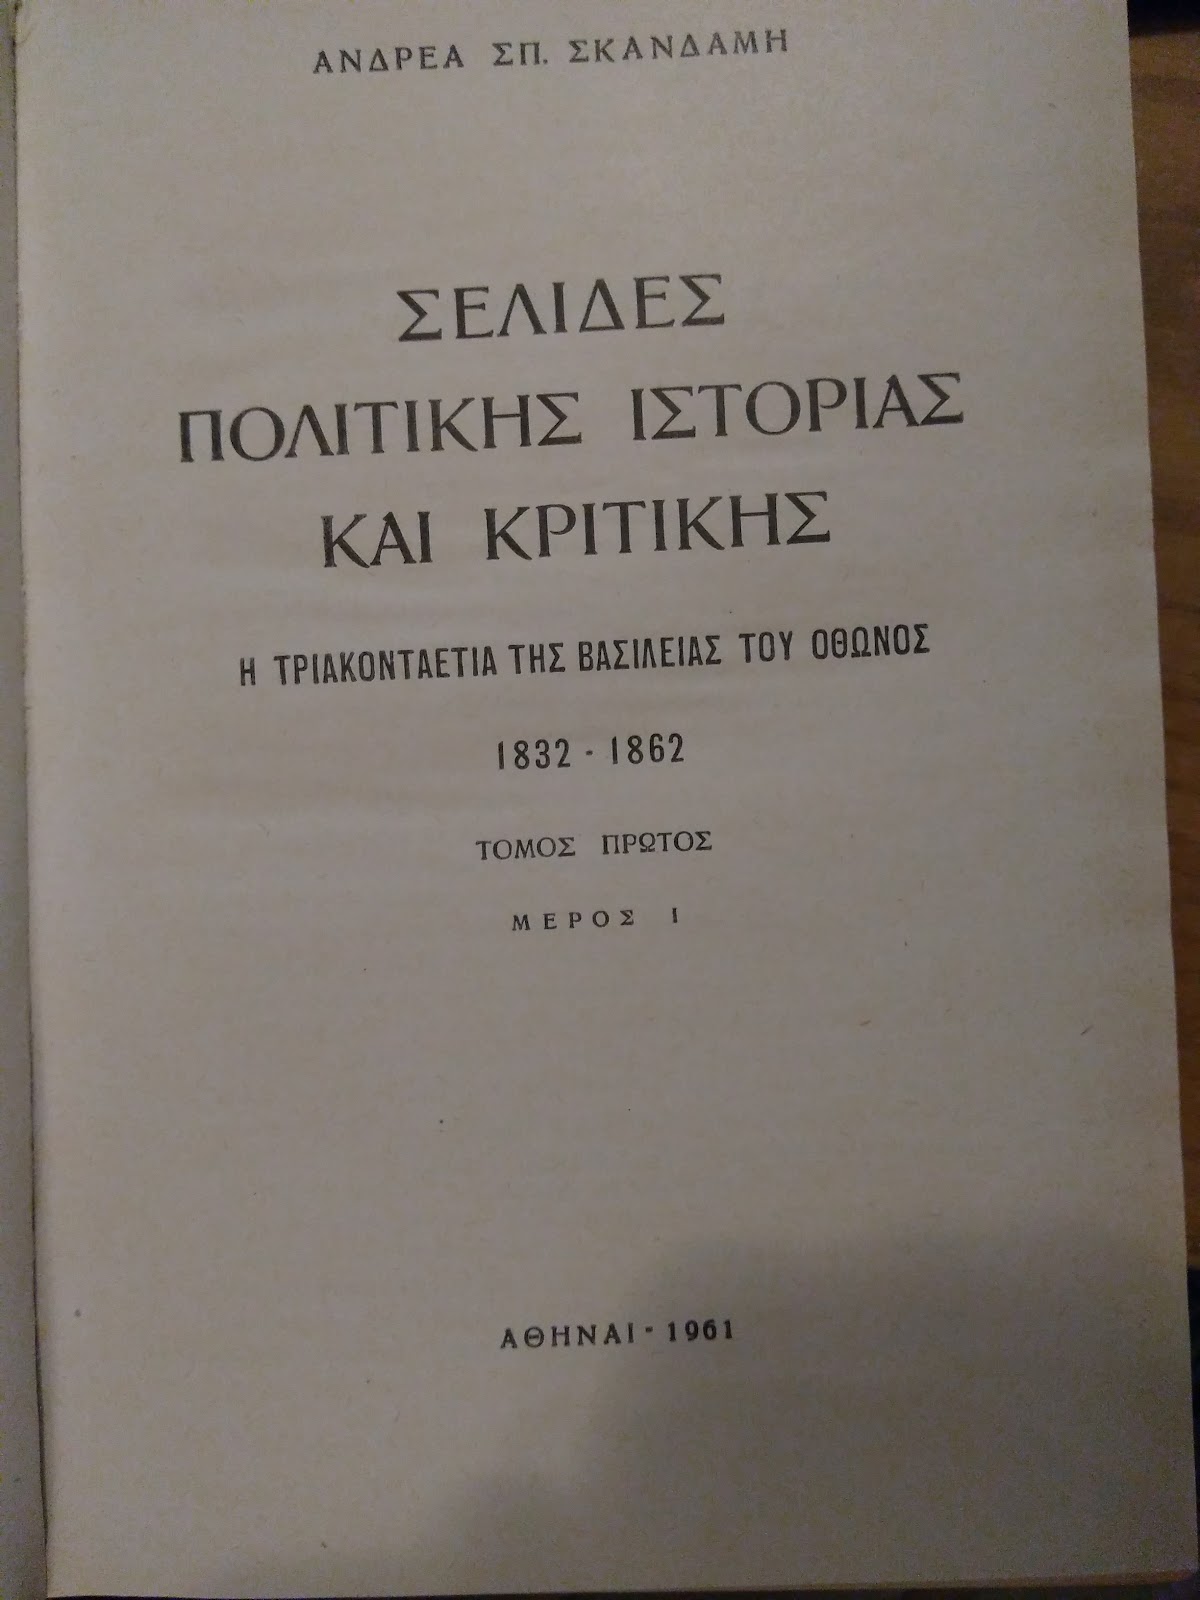 ΑΝΔΡΕΑ ΣΠ. ΣΚΑΝΔΑΜΗ
ΣΕΛΙΔΕΣ
ΠΟΛΙΤΙΚΗΣ ΙΣΤΟΡΙΑΣ
ΚΑΙ ΚΡΙΤΙΚΗΣ
Η ΤΡΙΑΚΟΝΤΑΕΤΙΑ ΤΗΣ ΒΑΣΙΛΕΙΑΣ ΤΟΥ ΟΘΩΝΟΣ
1832 - 1862
ΤΟΜΟΣ ΠΡΩΤΟΣ
ΜΕΡΟΣ Ι
ΑΘΗΝΑΙ - 1961